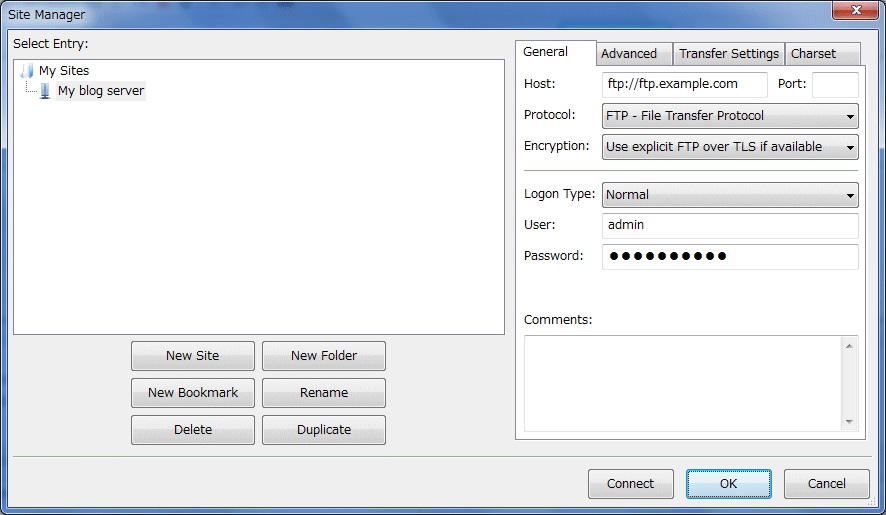 Site Manager
Select Entry:
My Sites
My blog server
New Site
New Folder
New Bookmark
Rename
Delete
Duplicate
General
Advanced
Transfer Settings
Charset
Host:
ftp://ftp.example.com
Port:
Protocol:
FTP - File Transfer Protocol
Encryption:
Use explicit FTP over TLS if available
Logon Type:
Normal
User:
admin
Password:
●●●●●●●●●●
Comments:
Connect
OK
Cancel